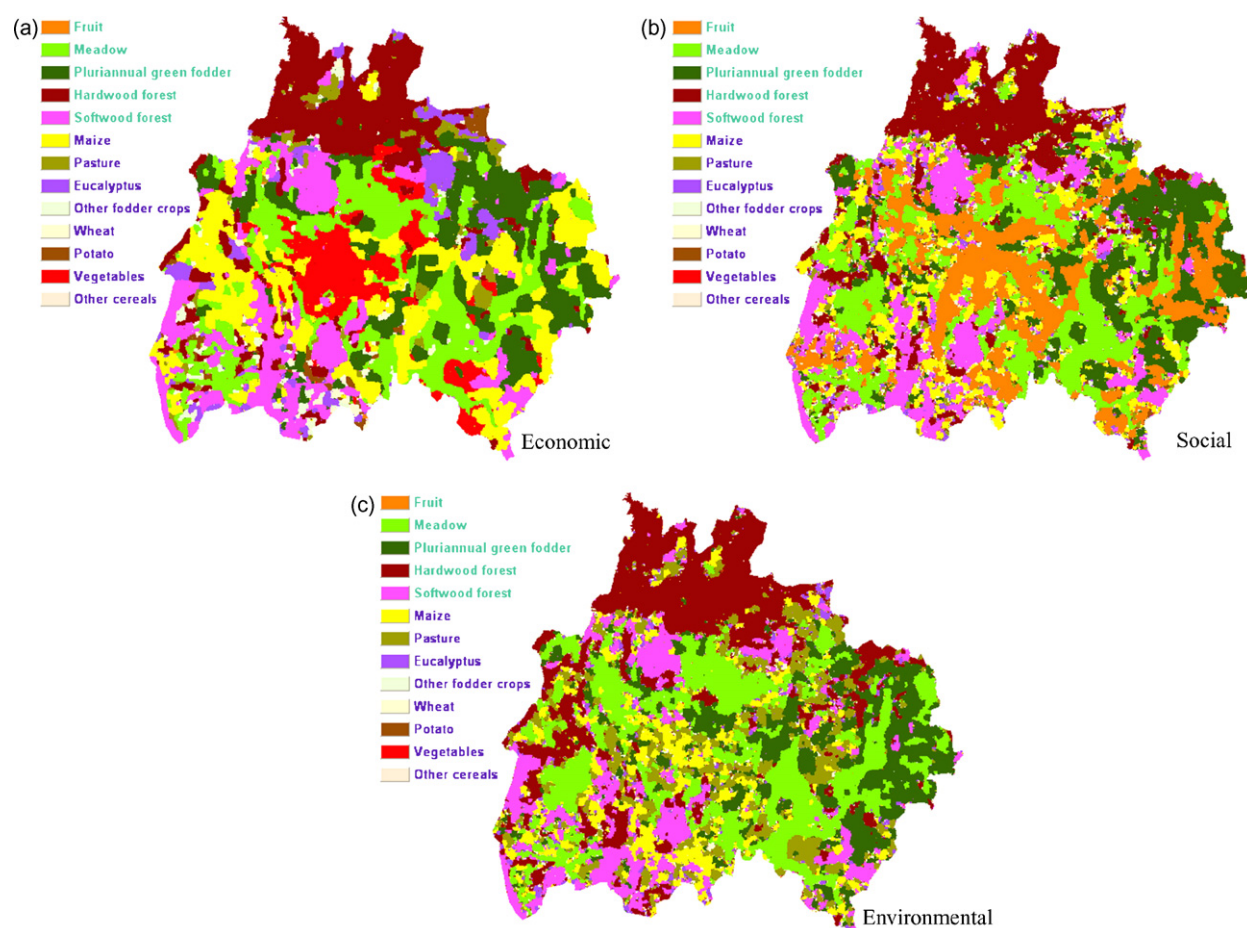 (a)
Fruit
Meadow
Pluriannual green fodder
Hardwood forest
Softwood forest
Maize
Pasture
Eucalyptus
Other fodder crops
Wheat
Potato
Vegetables
Other cereals
Economic
(b)
Fruit
Meadow
Pluriannual green fodder
Hardwood forest
Softwood forest
Maize
Pasture
Eucalyptus
Other fodder crops
Wheat
Potato
Vegetables
Other cereals
Social
(c)
Fruit
Meadow
Pluriannual green fodder
Hardwood forest
Softwood forest
Maize
Pasture
Eucalyptus
Other fodder crops
Wheat
Potato
Vegetables
Other cereals
Environmental